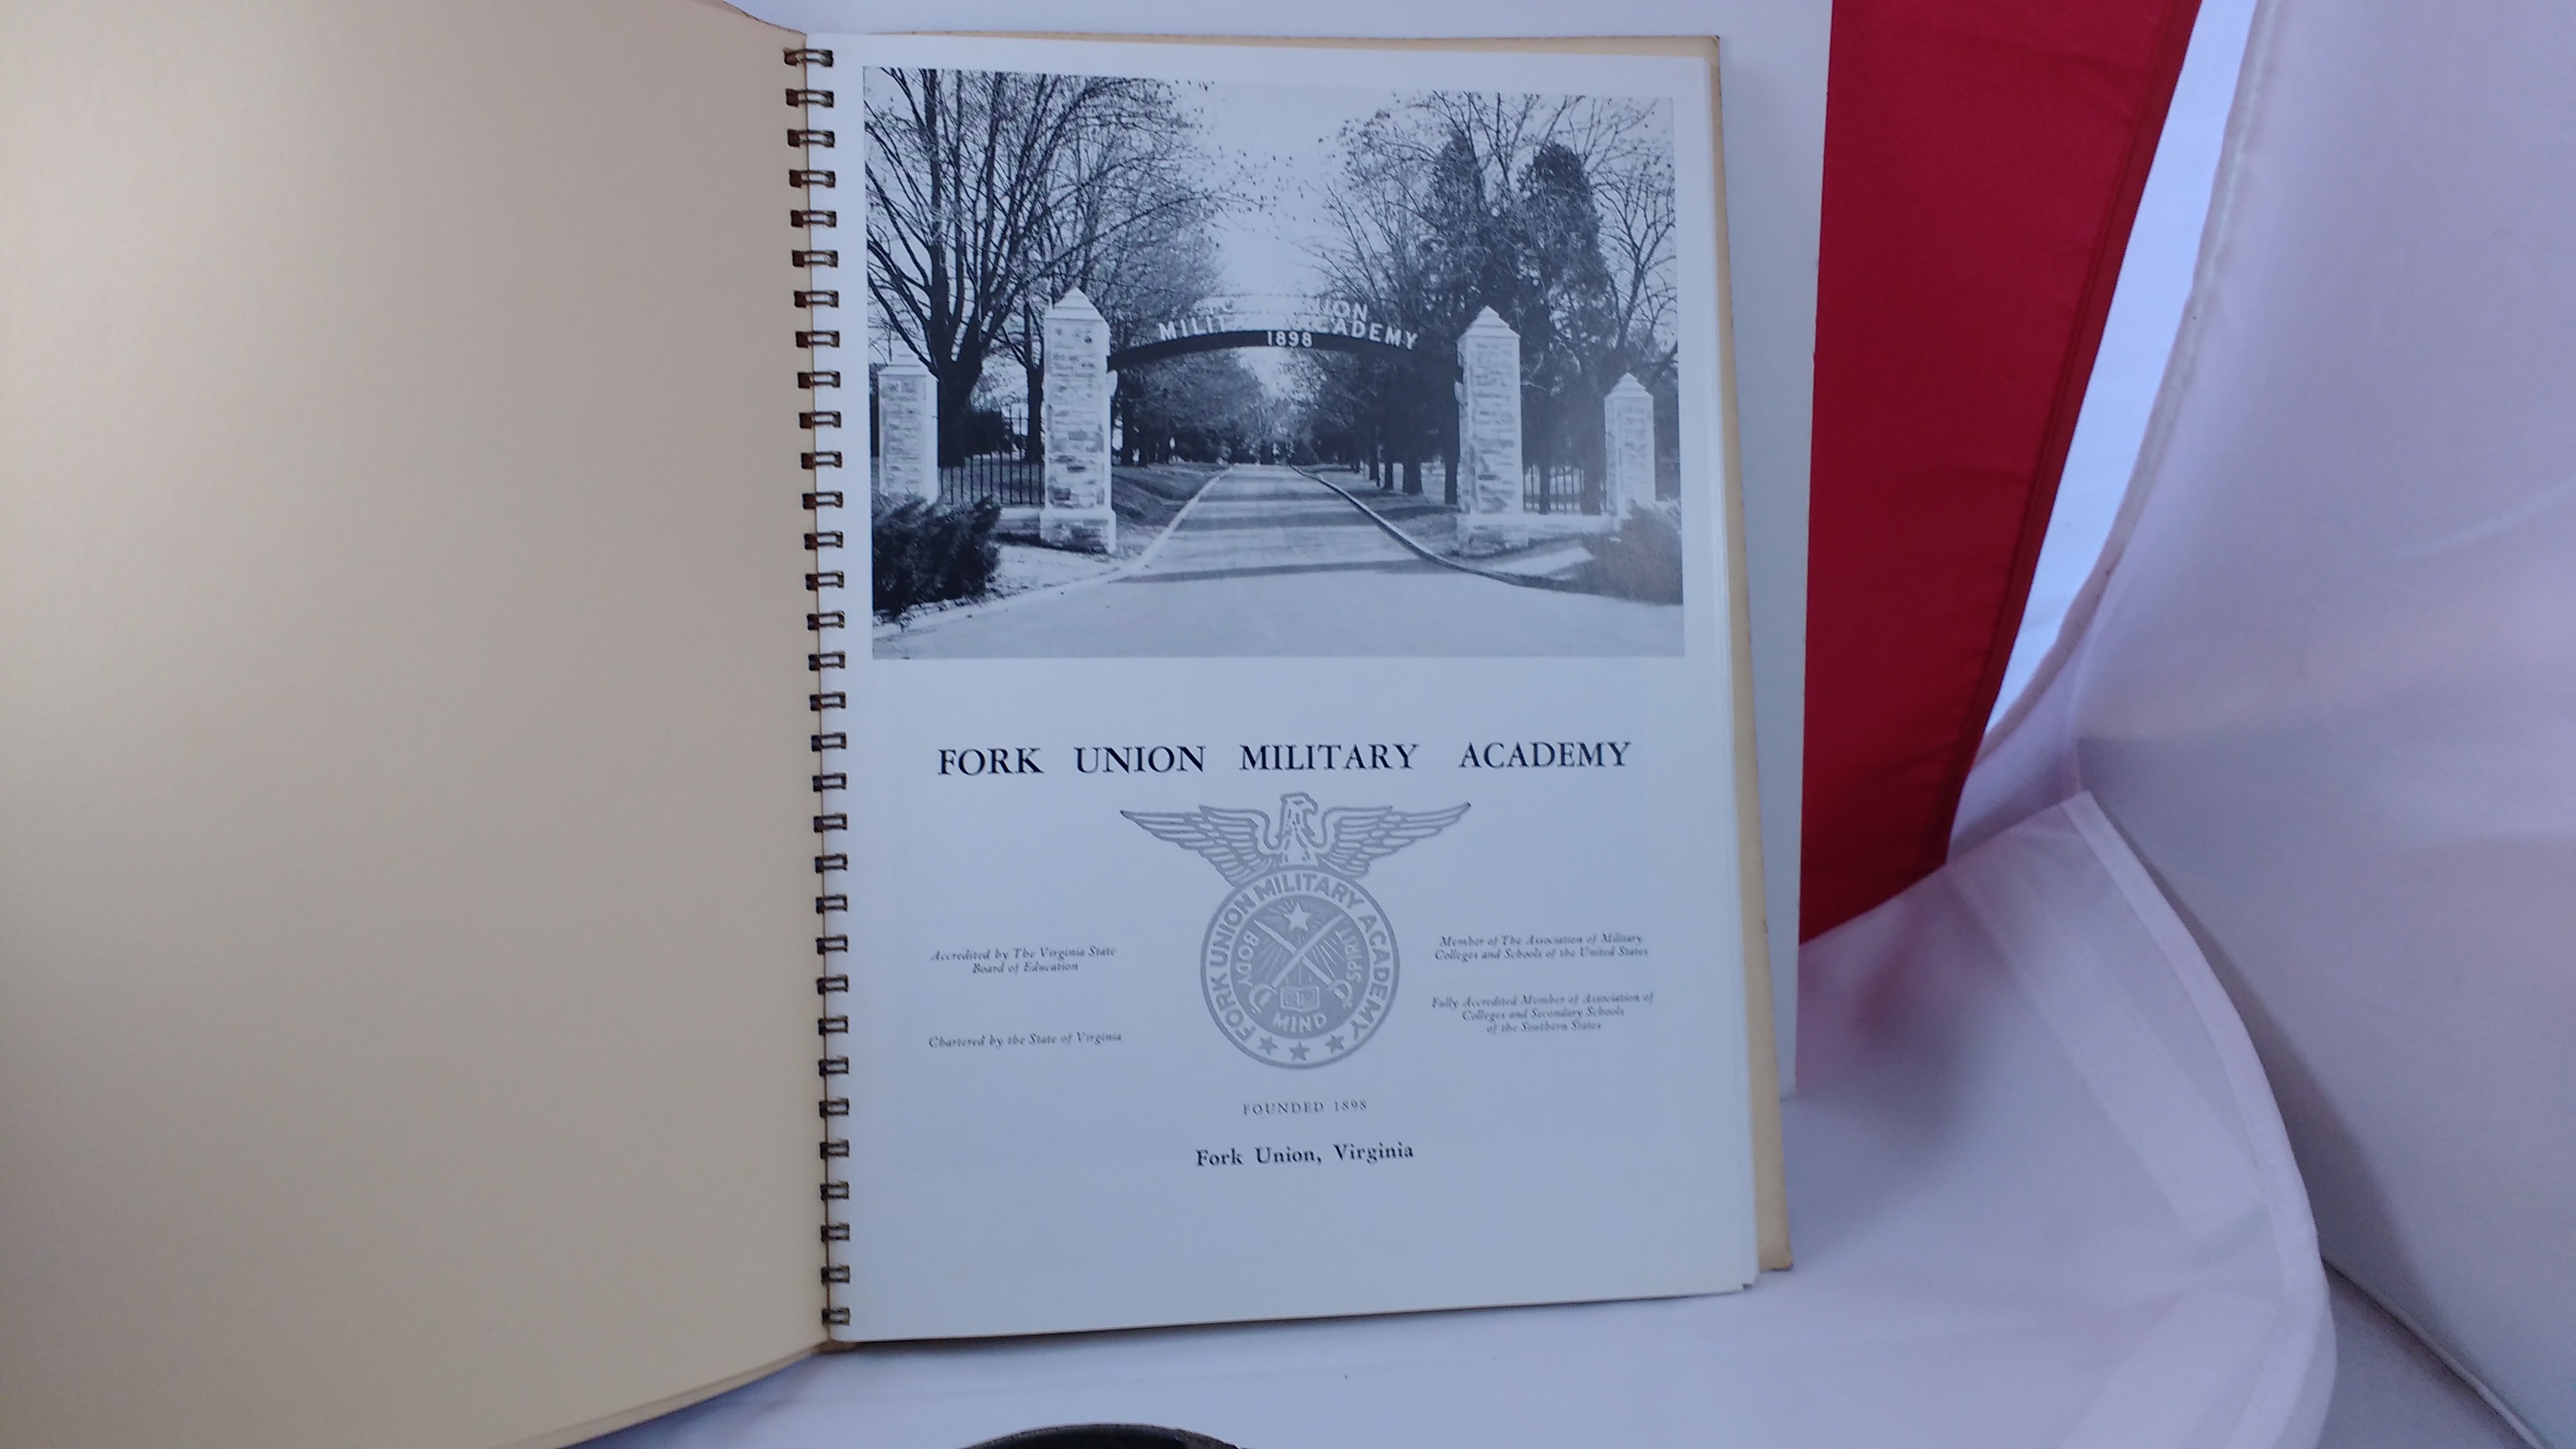 UNION
MILITARY ACADEMY
1898
FORK UNION MILITARY ACADEMY
FORK UNION MILITARY ACADEMY
BODY
SPIRIT
MIND
Accredited by The Virginia State
Board of Education
Chartered by the State of Virginia
Member of The Association of Military
Colleges and Schools of the United States
Fully Accredited Member of Association of
Colleges and Secondary Schools
of the Southern States
FOUNDED 1898
Fork Union, Virginia